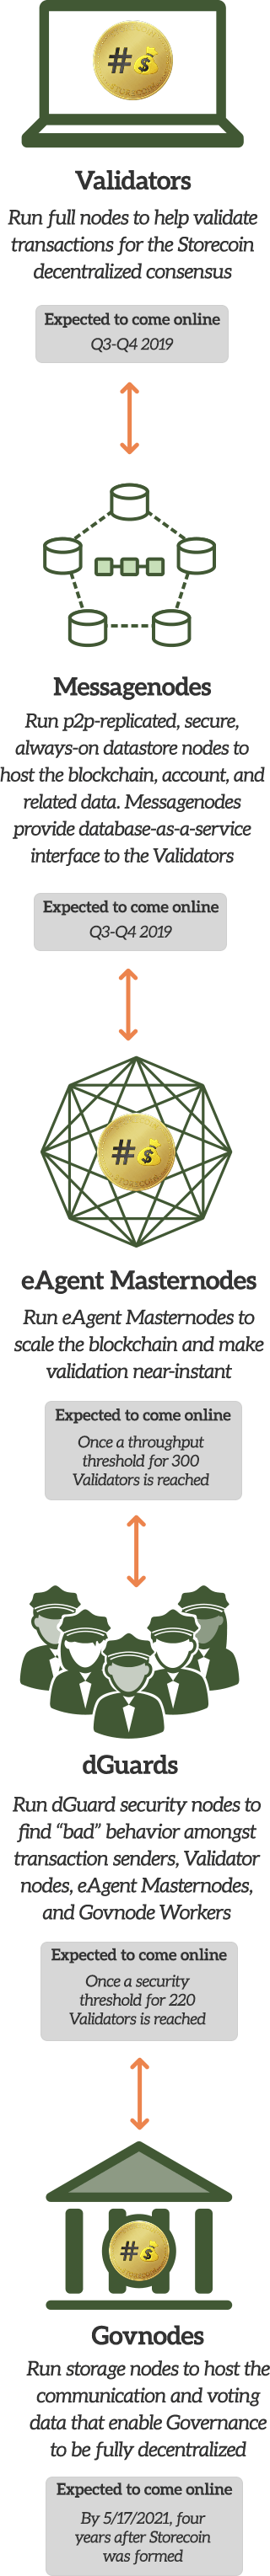 #💰
Validators
Run full nodes to help validate
transactions for the Storecoin
decentralized consensus
Expected to come online
Q3-Q4 2019
Messagenodes
Run p2p-replicated, secure,
always-on datastore nodes to
host the blockchain, account, and
related data. Messagenodes
provide database-as-a-service
interface to the Validators
Expected to come online
Q3-Q4 2019
#💰
eAgent Masternodes
Run eAgent Masternodes to
scale the blockchain and make
validation near-instant
Expected to come online
Once a throughput
threshold for 300
Validators is reached
dGuards
Run dGuard security nodes to
find “bad” behavior amongst
transaction senders, Validator
nodes, eAgent Masternodes,
and Govnode Workers
Expected to come online
Once a security
threshold for 220
Validators is reached
#💰
Govnodes
Run storage nodes to host the
communication and voting
data that enable Governance
to be fully decentralized
Expected to come online
By 5/17/2021, four
years after Storecoin
was formed